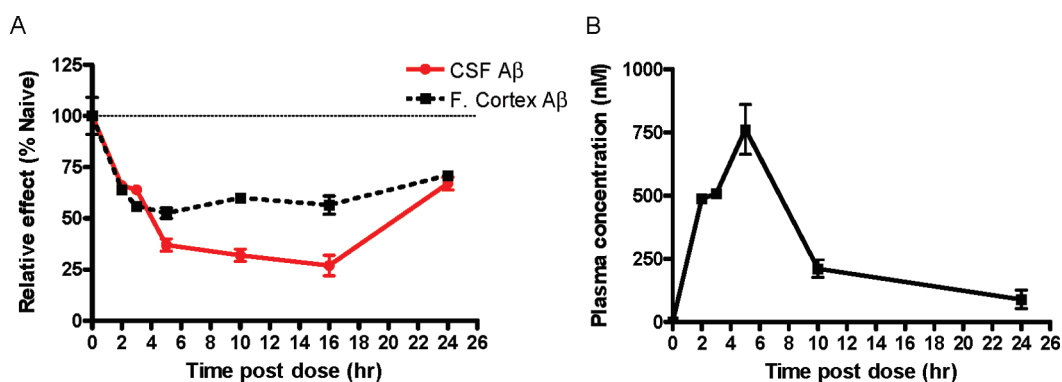 A
B
Relative effect (% Naive)
125
100
75
50
25
0
CSF Aβ
F. Cortex Aβ
0 2 4 6 8 10 12 14 16 18 20 22 24 26
Time post dose (hr)
Plasma concentration (nM)
1000
750
500
250
0
0 2 4 6 8 10 12 14 16 18 20 22 24 26
Time post dose (hr)